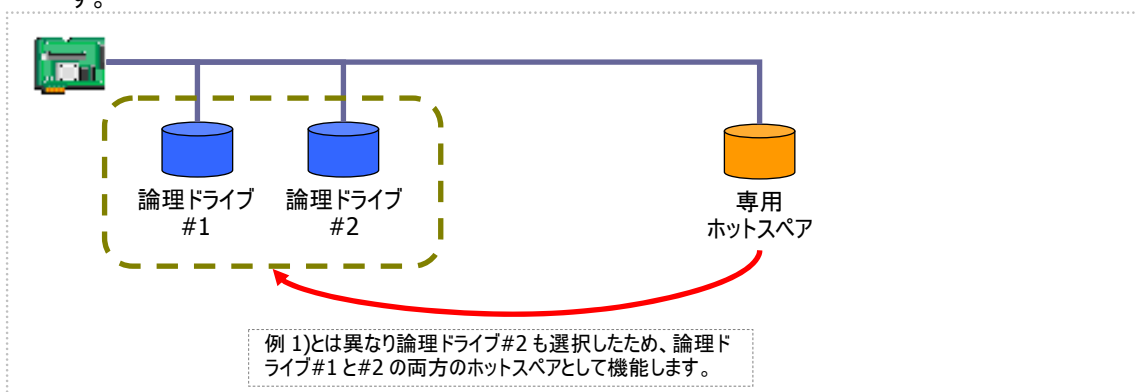 す。
論理ドライブ
#1
論理ドライブ
#2
専用
ホットスペア
例 1)とは異なり論理ドライブ#2 も選択したため、論理ド
ライブ#1 と#2 の両方のホットスペアとして機能します。